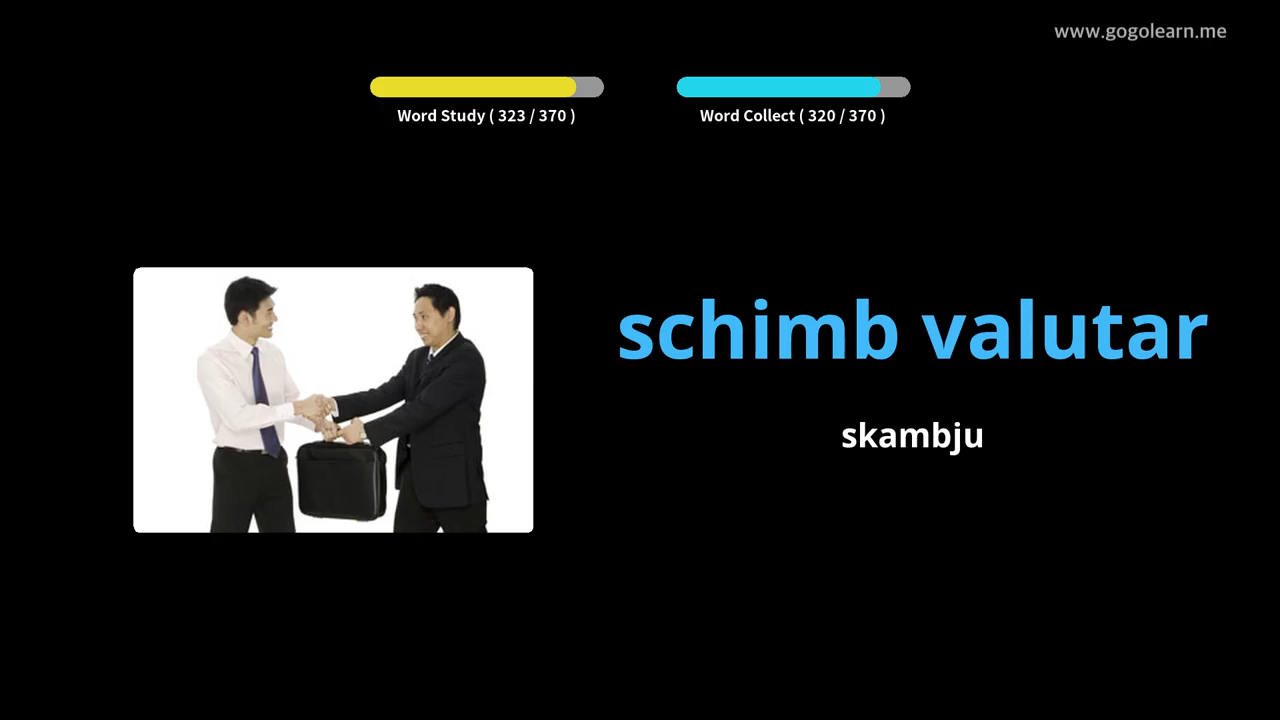 www.gogolearn.me
Word Study ( 323 / 370 )
Word Collect ( 320 / 370 )
schimb valutar
skambju